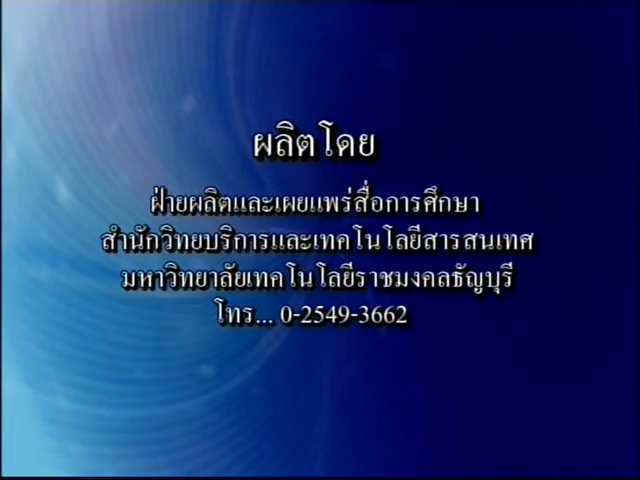 ผลิตโดย
ฝ่ายผลิตและเผยแพร่สื่อการศึกษา
สำนักวิทยบริการและเทคโนโลยีสารสนเทศ
มหาวิทยาลัยเทคโนโลยีราชมงคลธัญบุรี
โทร... 0-2549-3662